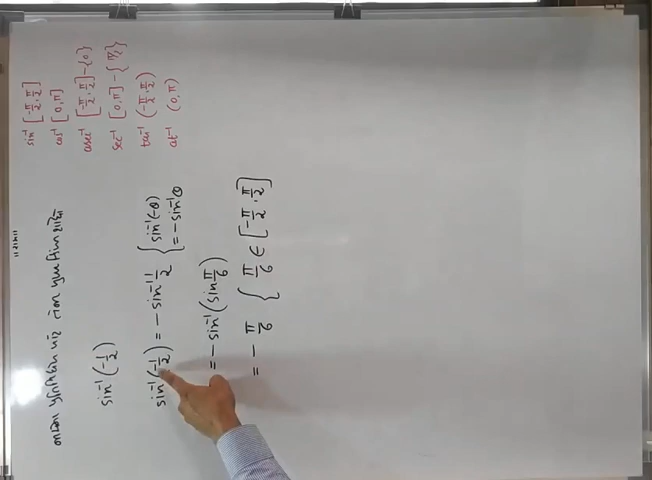 sin⁻¹ [-π/2, π/2]
cos⁻¹ [0, π]
cosec⁻¹ [-π/2, π/2] - {0}
sec⁻¹ [0, π] - {π/2}
tan⁻¹ (-π/2, π/2)
cot⁻¹ (0, π)
sin⁻¹(-1/2)
sin⁻¹(-1/2) = - sin⁻¹ 1/2 { sin⁻¹(-θ) = - sin⁻¹θ
= - sin⁻¹(sin π/6)
= - π/6 { π/6 ∈ [-π/2, π/2]